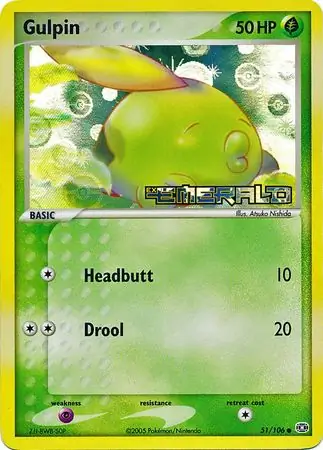 Gulpin 50 HP
EX
EMERALD
BASIC
Illus. Atsuko Nishida
Headbutt 10
Drool 20
weakness resistance retreat cost
©2005 Pokémon/Nintendo 51/106